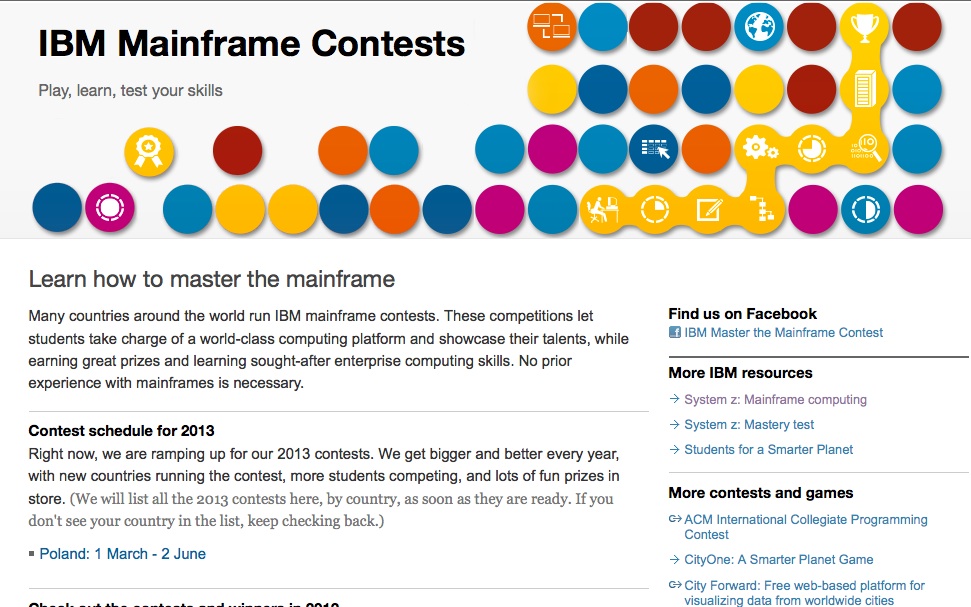 IBM Mainframe Contests
Play, learn, test your skills
Learn how to master the mainframe
Many countries around the world run IBM mainframe contests. These competitions let
students take charge of a world-class computing platform and showcase their talents, while
earning great prizes and learning sought-after enterprise computing skills. No prior
experience with mainframes is necessary.
Contest schedule for 2013
Right now, we are ramping up for our 2013 contests. We get bigger and better every year,
with new countries running the contest, more students competing, and lots of fun prizes in
store. (We will list all the 2013 contests here, by country, as soon as they are ready. If you
don't see your country in the list, keep checking back.)
Poland: 1 March - 2 June
Check out the contests and winners in
Find us on Facebook
IBM Master the Mainframe Contest
More IBM resources
System z: Mainframe computing
System z: Mastery test
Students for a Smarter Planet
More contests and games
ACM International Collegiate Programming
Contest
CityOne: A Smarter Planet Game
City Forward: Free web-based platform for
visualizing data from worldwide cities